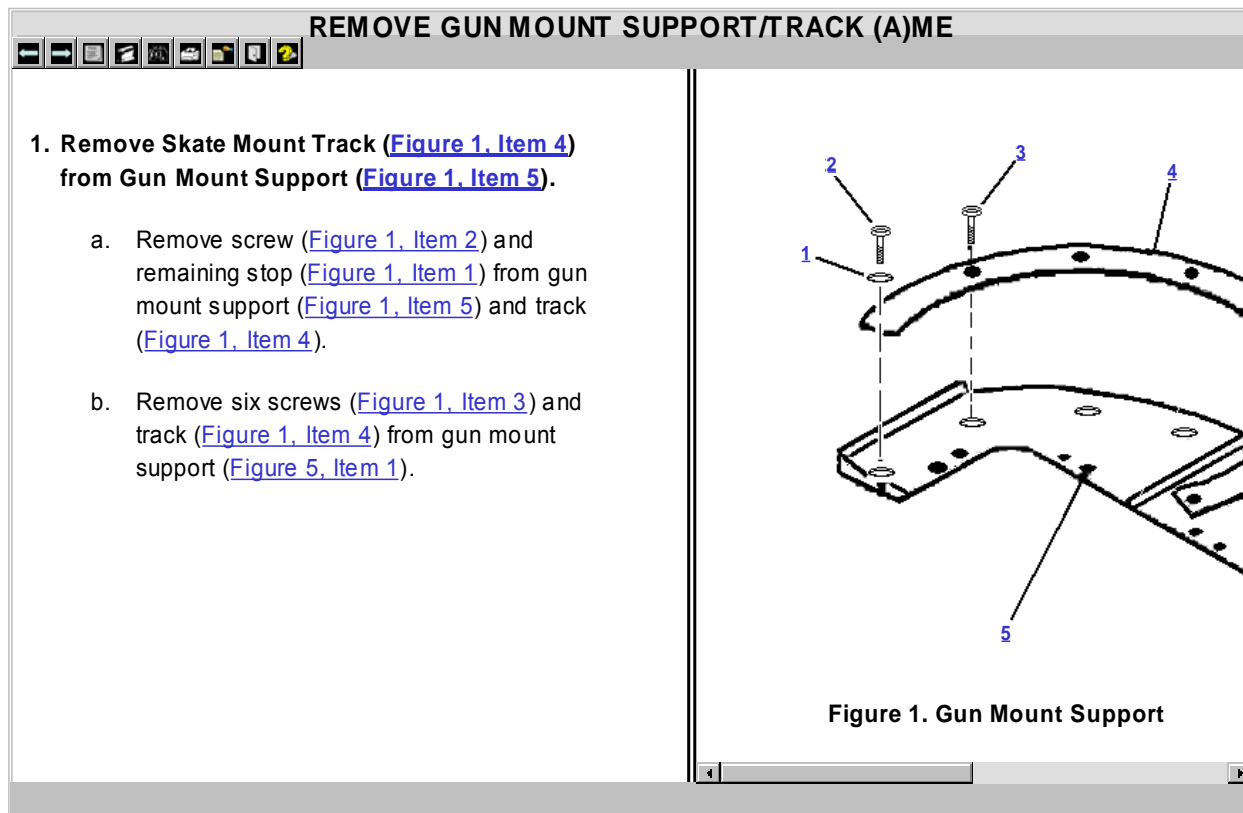 REMOVE GUN MOUNT SUPPORT/TRACK (A)ME
1. Remove Skate Mount Track (Figure 1, Item 4)
from Gun Mount Support (Figure 1, Item 5).
a. Remove screw (Figure 1, Item 2) and
remaining stop (Figure 1, Item 1) from gun
mount support (Figure 1, Item 5) and track
(Figure 1, Item 4).
b. Remove six screws (Figure 1, Item 3) and
track (Figure 1, Item 4) from gun mount
support (Figure 5, Item 1).
2
3
4
1
5
Figure 1. Gun Mount Support